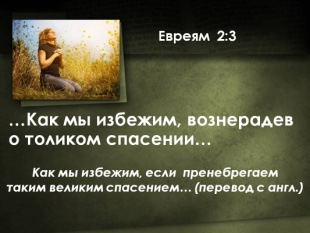 Евреям 2:3
…Как мы избежим, вознерадев
о толиком спасении…
Как мы избежим, если пренебрегаем
таким великим спасением… (перевод с англ.)